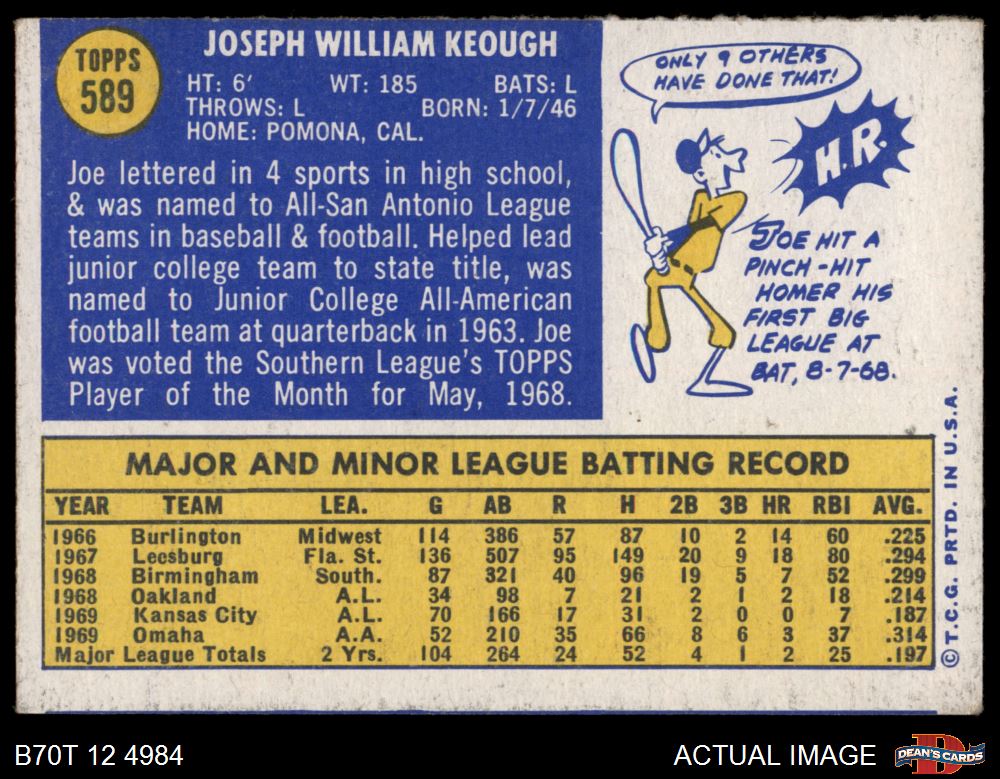 TOPPS
589
JOSEPH WILLIAM KEOUGH
HT: 6' WT: 185 BATS: L
THROWS: L BORN: 1/7/46
HOME: POMONA, CAL.
Joe lettered in 4 sports in high school,
& was named to All-San Antonio League
teams in baseball & football. Helped lead
junior college team to state title, was
named to Junior College All-American
football team at quarterback in 1963. Joe
was voted the Southern League's TOPPS
Player of the Month for May, 1968.
ONLY 9 OTHERS
HAVE DONE THAT!
H.R.
JOE HIT A
PINCH-HIT
HOMER HIS
FIRST BIG
LEAGUE AT
BAT, 8-7-68.
MAJOR AND MINOR LEAGUE BATTING RECORD
YEAR TEAM LEA. G AB R H 2B 3B HR RBI AVG.
1966 Burlington Midwest 114 386 57 87 10 2 14 60 .225
1967 Leesburg Fla. St. 136 507 95 149 20 9 18 80 .294
1968 Birmingham South. 87 321 40 96 19 5 7 52 .299
1968 Oakland A.L. 34 98 7 21 2 1 2 18 .214
1969 Kansas City A.L. 70 166 17 31 2 0 0 7 .187
1969 Omaha A.A. 52 210 35 66 8 6 3 37 .314
Major League Totals 2 Yrs. 104 264 24 52 4 1 2 25 .197
© T.C.G. PRTD. IN U.S.A.
B70T 12 4984
ACTUAL IMAGE
DEAN'S CARDS